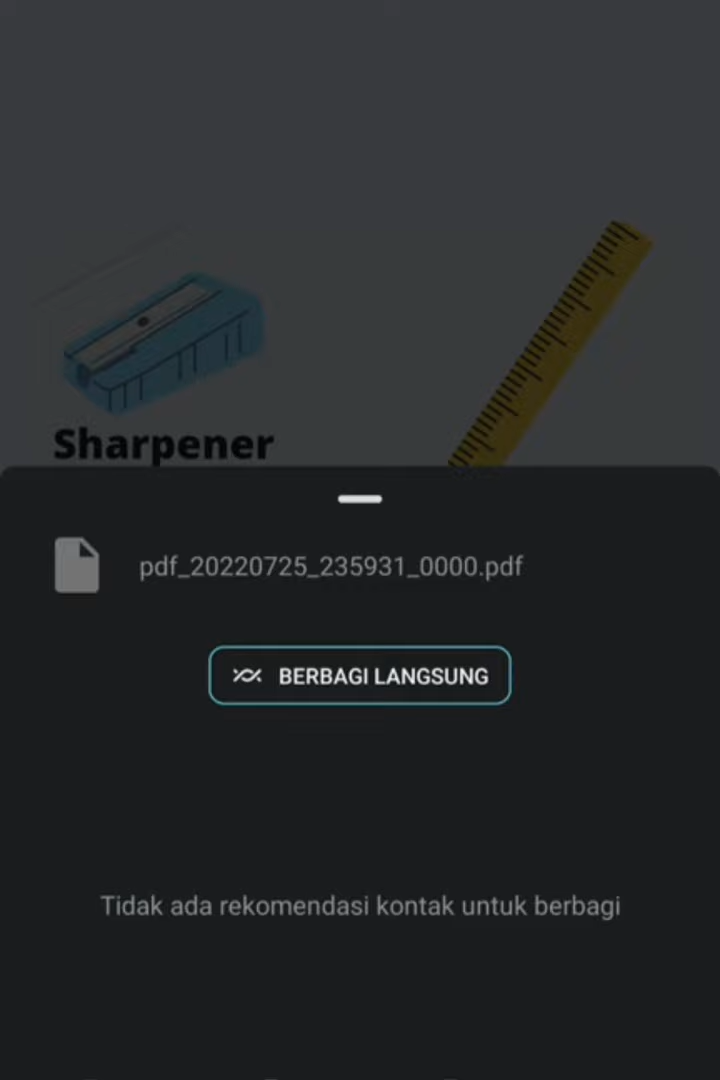 Sharpener
pdf_20220725_235931_0000.pdf
BERBAGI LANGSUNG
Tidak ada rekomendasi kontak untuk berbagi